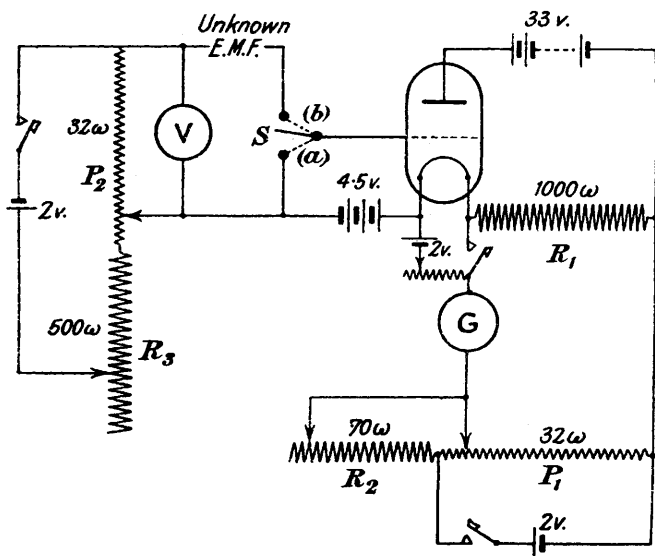 Unknown
E.M.F.
33 v.
32ω
V
S
(b)
(a)
P2
4·5 v.
1000ω
2v.
2v.
R1
500ω
R3
G
70ω
32ω
R2
P1
2v.